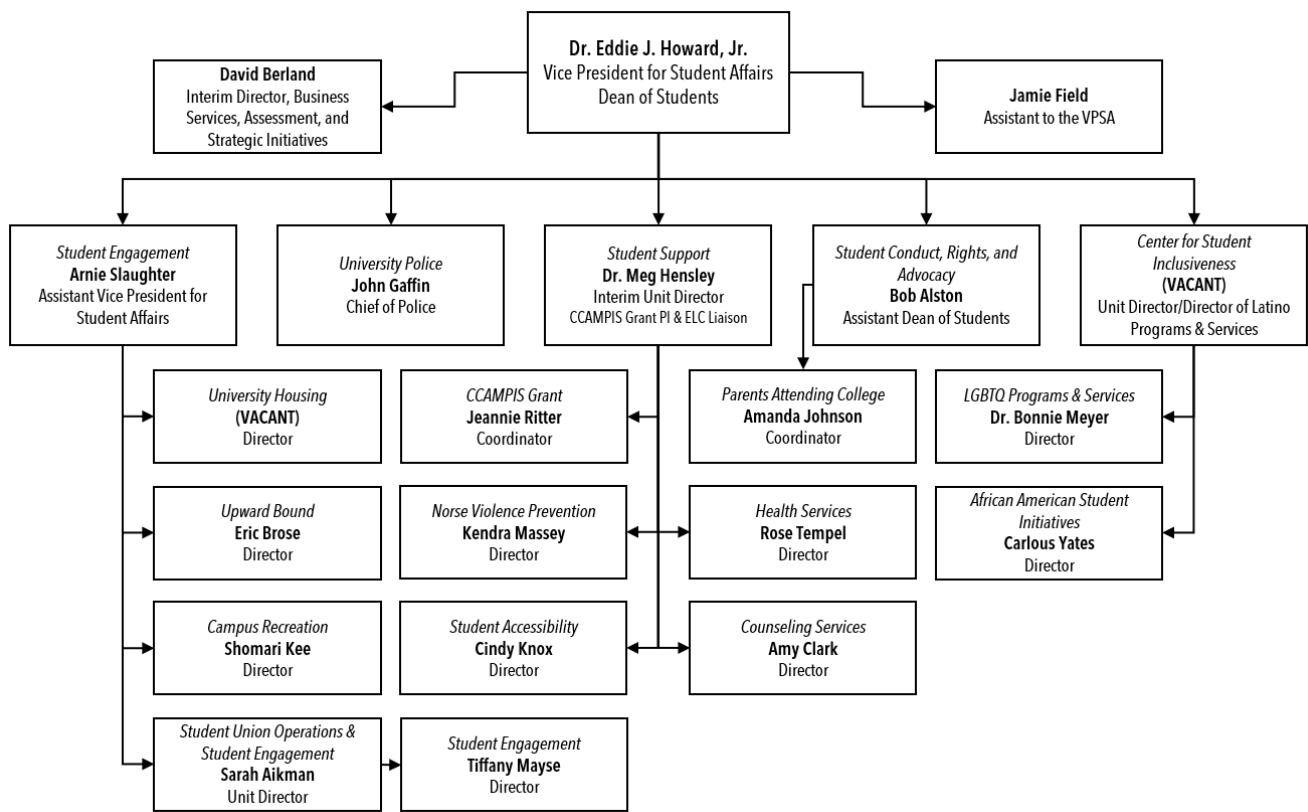 Dr. Eddie J. Howard, Jr.
Vice President for Student Affairs
Dean of Students
David Berland
Interim Director, Business
Services, Assessment, and
Strategic Initiatives
Jamie Field
Assistant to the VPSA
Student Engagement
Arnie Slaughter
Assistant Vice President for
Student Affairs
University Police
John Gaffin
Chief of Police
Student Support
Dr. Meg Hensley
Interim Unit Director
CCAMPIS Grant PI & ELC Liaison
Student Conduct, Rights, and
Advocacy
Bob Alston
Assistant Dean of Students
Center for Student
Inclusiveness
(VACANT)
Unit Director/Director of Latino
Programs & Services
University Housing
(VACANT)
Director
CCAMPIS Grant
Jeannie Ritter
Coordinator
Parents Attending College
Amanda Johnson
Coordinator
LGBTQ Programs & Services
Dr. Bonnie Meyer
Director
Upward Bound
Eric Brose
Director
Norse Violence Prevention
Kendra Massey
Director
Health Services
Rose Tempel
Director
African American Student
Initiatives
Carlous Yates
Director
Campus Recreation
Shomari Kee
Director
Student Accessibility
Cindy Knox
Director
Counseling Services
Amy Clark
Director
Student Union Operations &
Student Engagement
Sarah Aikman
Unit Director
Student Engagement
Tiffany Mayse
Director